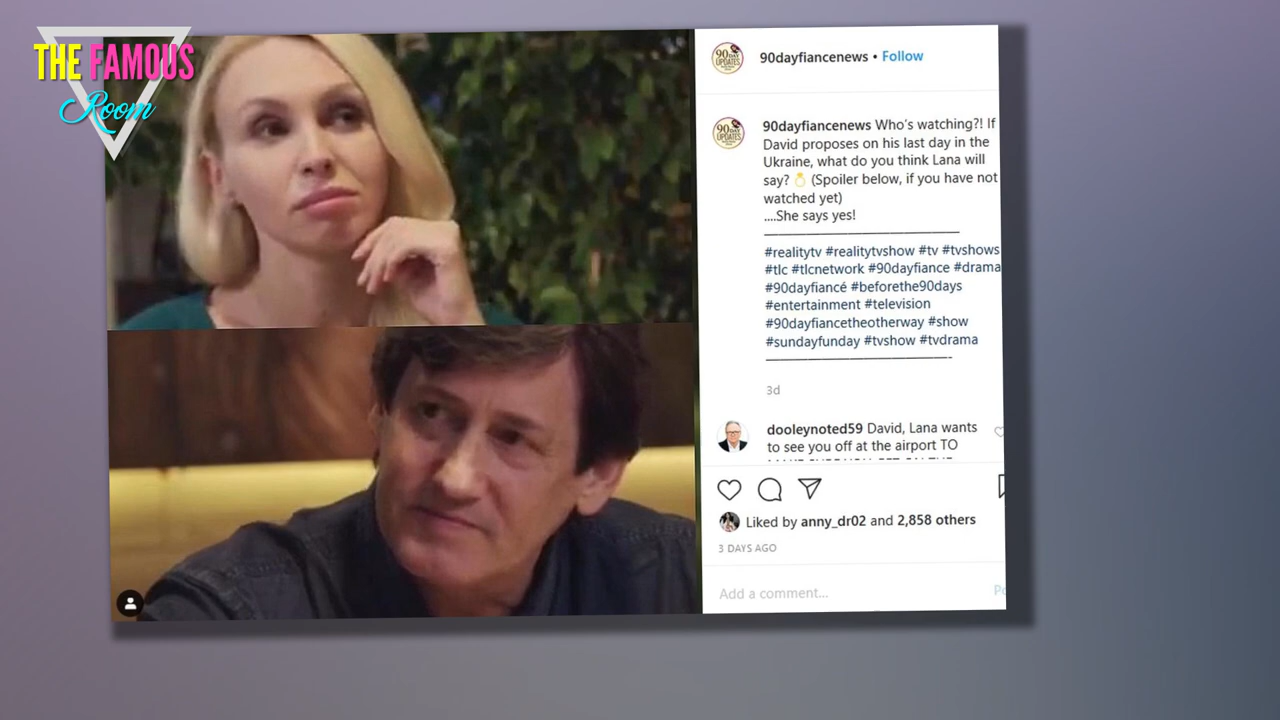 THE FAMOUS
Room
90dayfiancenews • Follow
90dayfiancenews Who's watching?! If
David proposes on his last day in the
Ukraine, what do you think Lana will
say? 💍 (Spoiler below, if you have not
watched yet)
....She says yes!
#realitytv #realitytvshow #tv #tvshows
#tlc #tlcnetwork #90dayfiance #drama
#90dayfiancé #beforethe90days
#entertainment #television
#90dayfiancetheotherway #show
#sundayfunday #tvshow #tvdrama
3d
dooleynoted59 David, Lana wants
to see you off at the airport TO
Liked by anny_dr02 and 2,858 others
3 DAYS AGO
Add a comment...